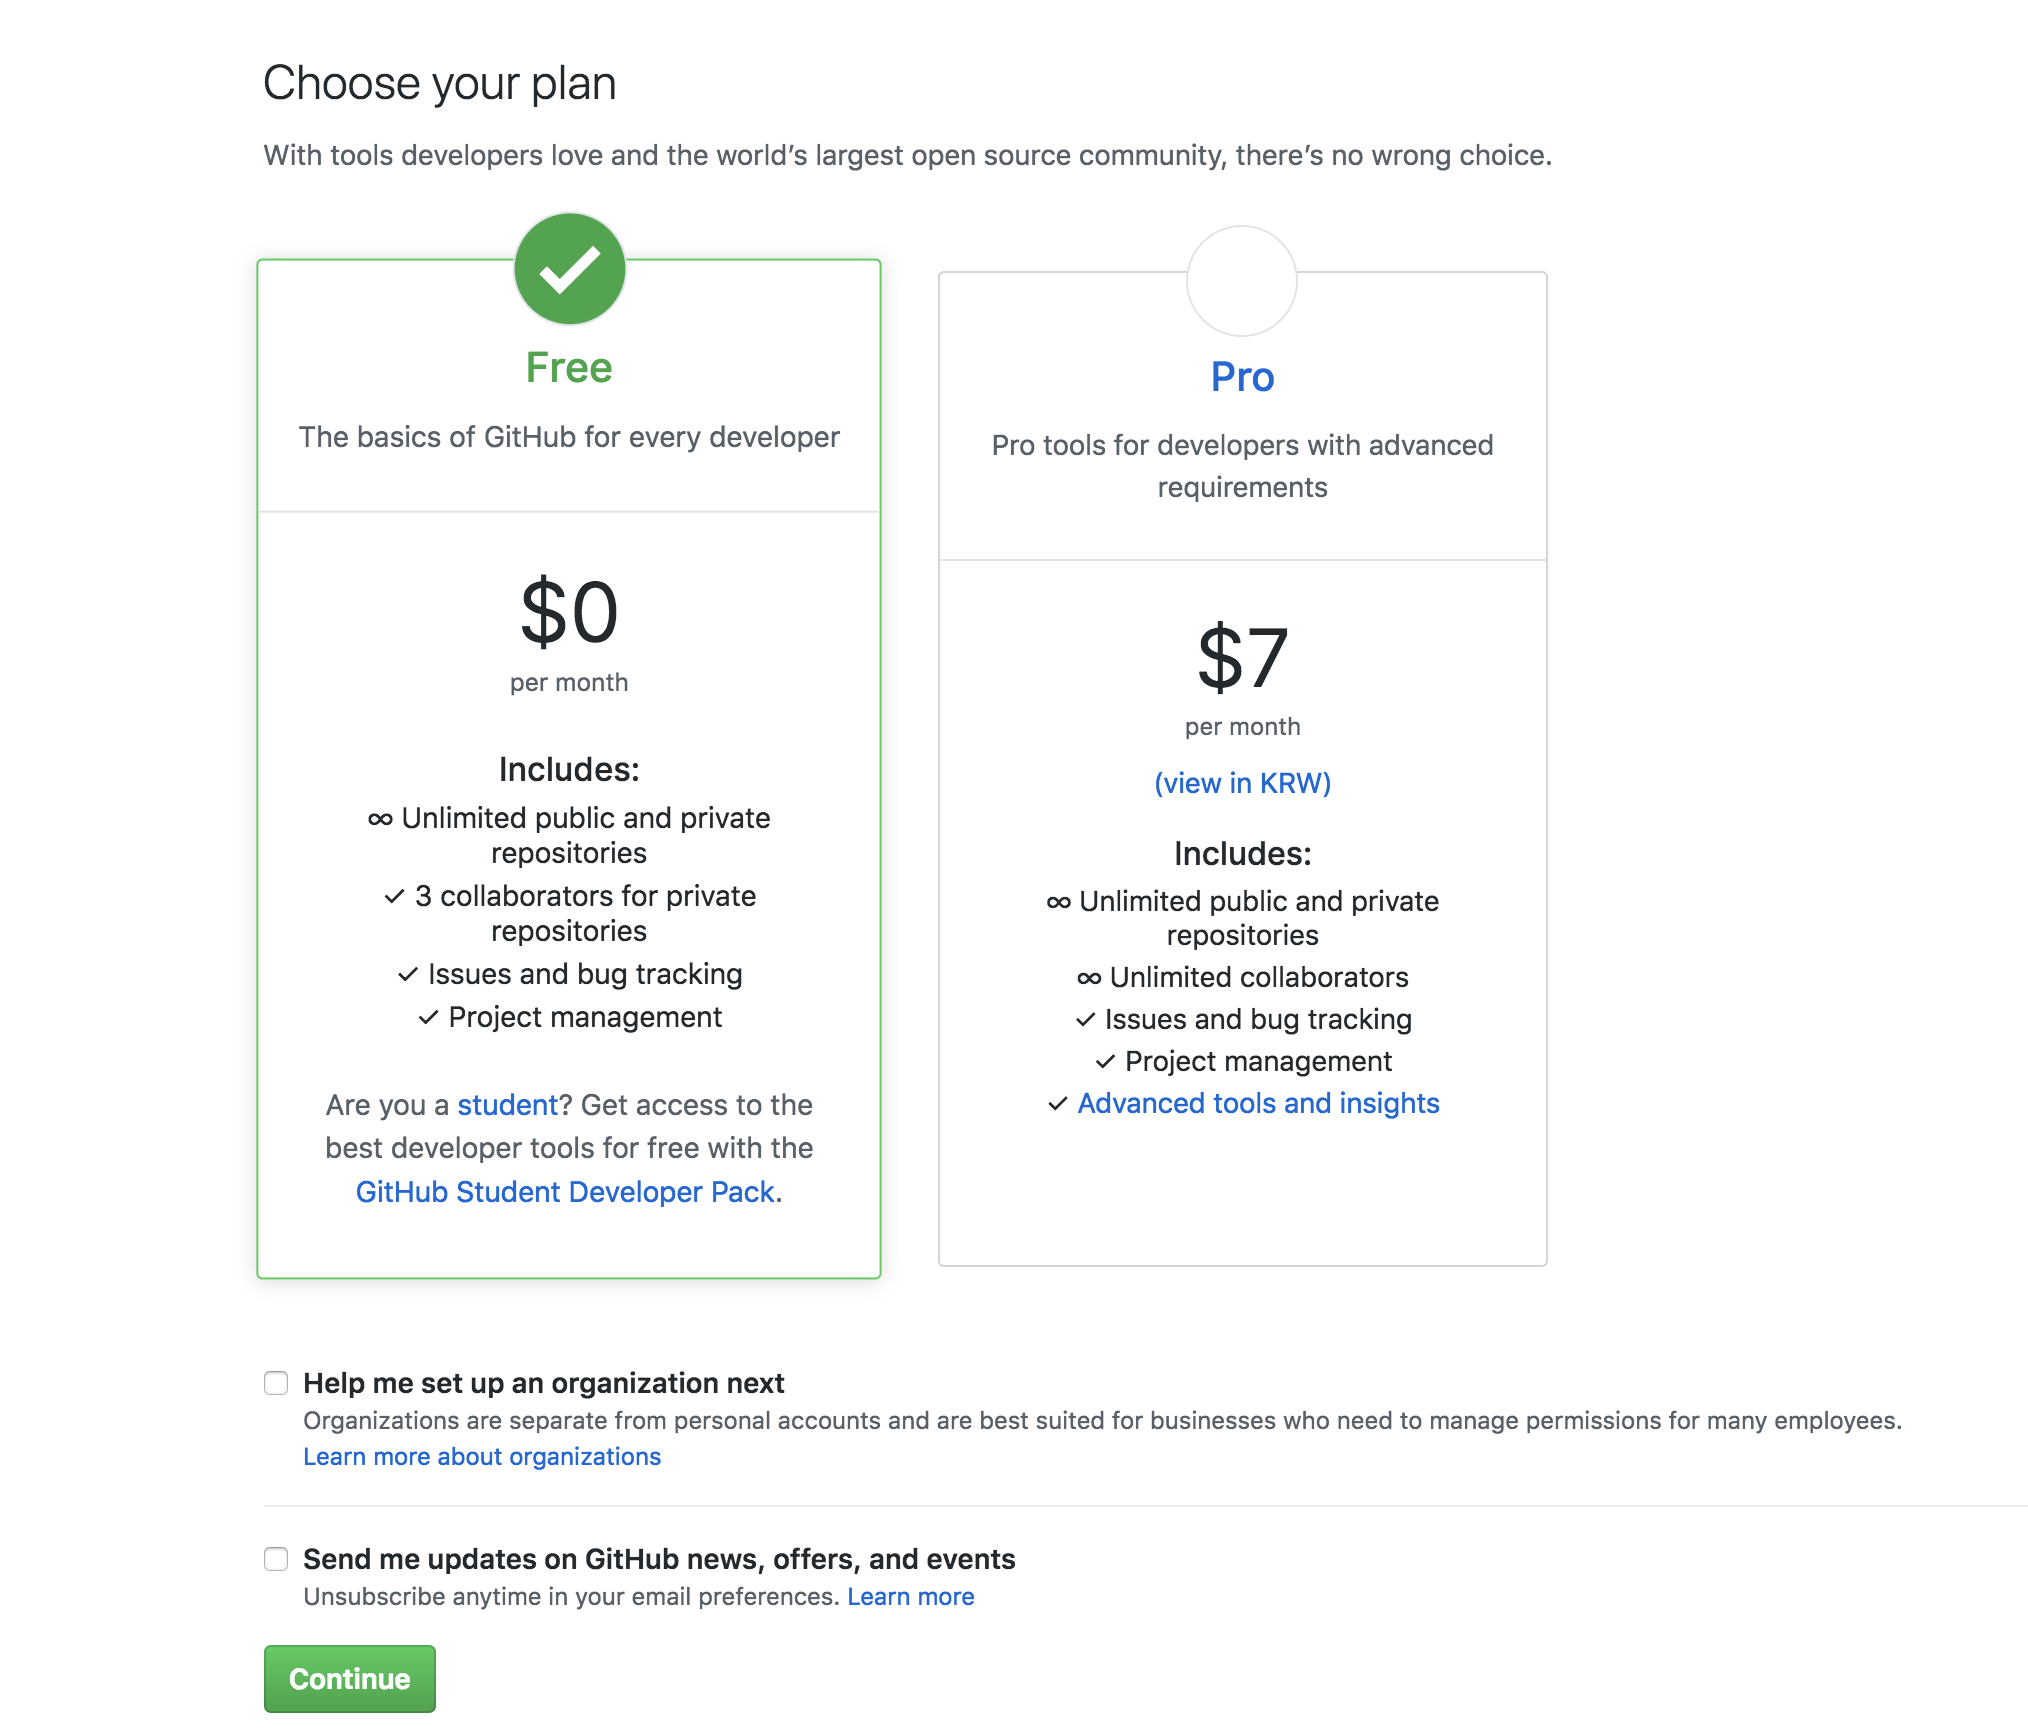 Choose your plan
With tools developers love and the world’s largest open source community, there’s no wrong choice.
Free
The basics of GitHub for every developer
$0
per month
Includes:
∞ Unlimited public and private
repositories
✓ 3 collaborators for private
repositories
✓ Issues and bug tracking
✓ Project management
Are you a student? Get access to the
best developer tools for free with the
GitHub Student Developer Pack.
Pro
Pro tools for developers with advanced
requirements
$7
per month
(view in KRW)
Includes:
∞ Unlimited public and private
repositories
∞ Unlimited collaborators
✓ Issues and bug tracking
✓ Project management
✓ Advanced tools and insights
Help me set up an organization next
Organizations are separate from personal accounts and are best suited for businesses who need to manage permissions for many employees.
Learn more about organizations
Send me updates on GitHub news, offers, and events
Unsubscribe anytime in your email preferences. Learn more
Continue